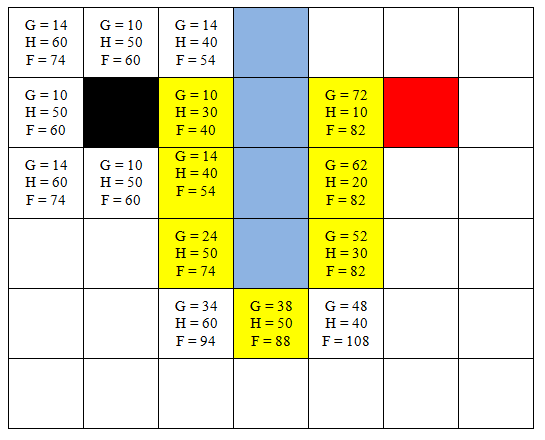 G = 14
H = 60
F = 74
G = 10
H = 50
F = 60
G = 14
H = 40
F = 54
G = 10
H = 50
F = 60
G = 10
H = 30
F = 40
G = 72
H = 10
F = 82
G = 14
H = 60
F = 74
G = 10
H = 50
F = 60
G = 14
H = 40
F = 54
G = 62
H = 20
F = 82
G = 24
H = 50
F = 74
G = 52
H = 30
F = 82
G = 34
H = 60
F = 94
G = 38
H = 50
F = 88
G = 48
H = 40
F = 108